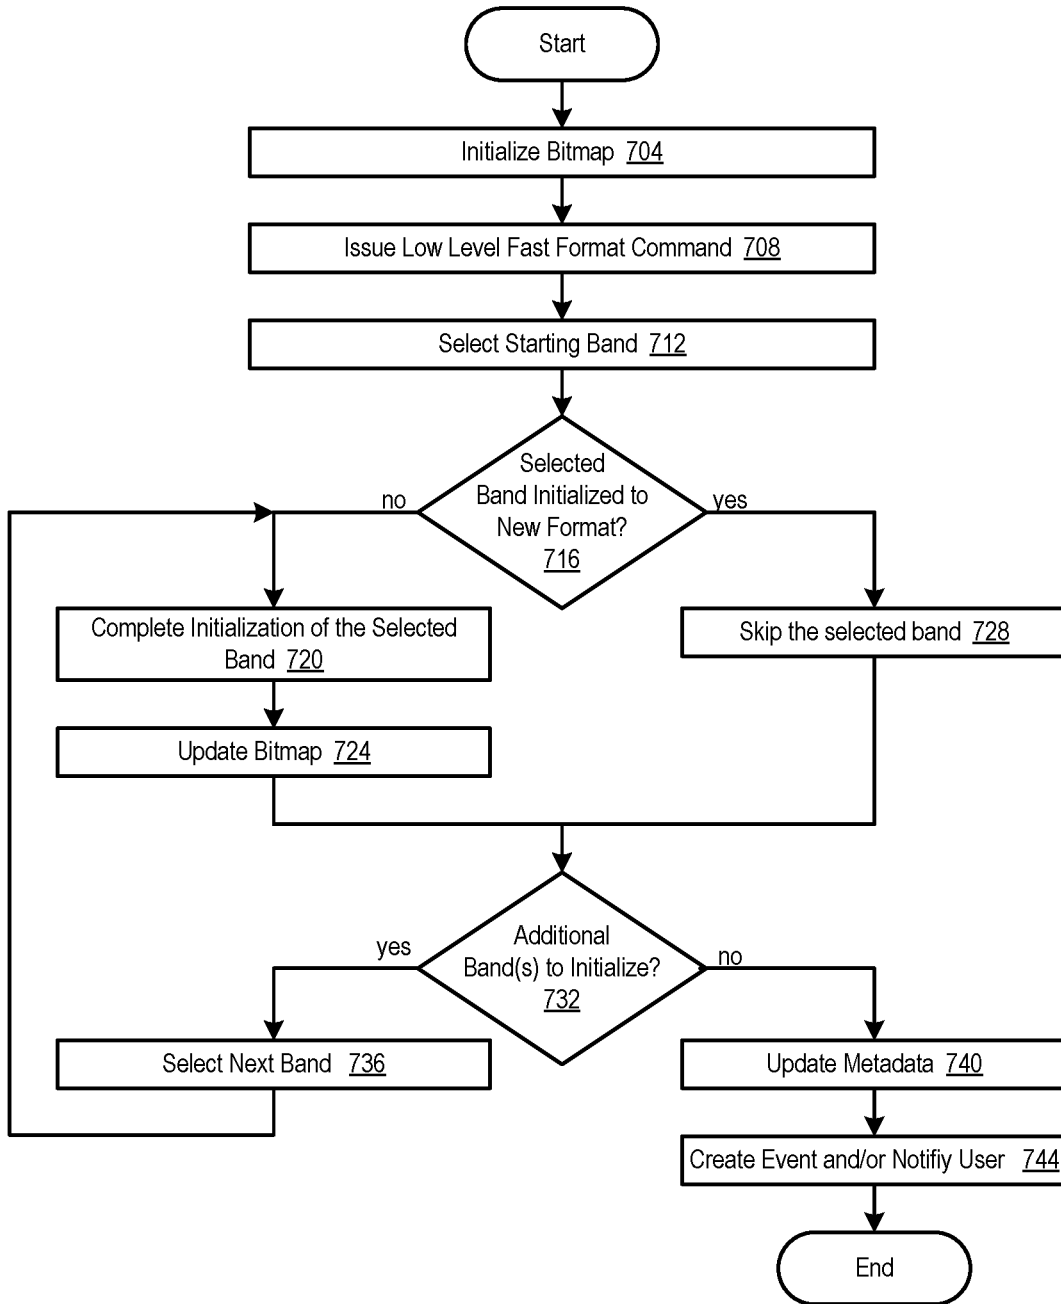 Start
Initialize Bitmap 704
Issue Low Level Fast Format Command 708
Select Starting Band 712
Selected
Band Initialized to
New Format?
716
no
yes
Complete Initialization of the Selected
Band 720
Skip the selected band 728
Update Bitmap 724
Additional
Band(s) to Initialize?
732
yes
no
Select Next Band 736
Update Metadata 740
Create Event and/or Notifiy User 744
End